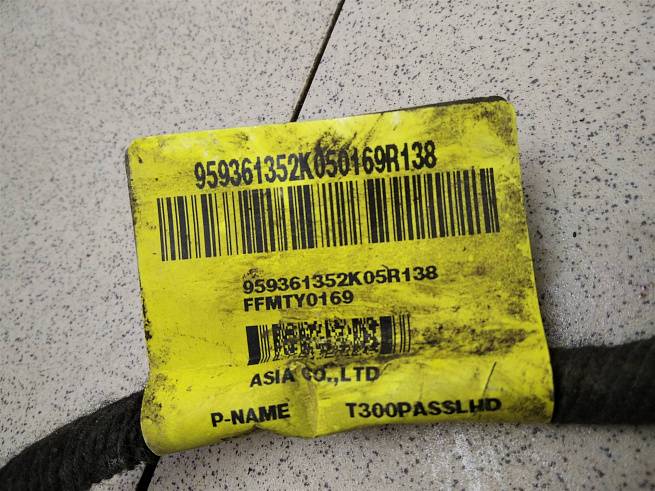 959361352K050169R138
959361352K05R138
FFMTY0169
ASIA CO.,LTD
P-NAME T300PASSLHD